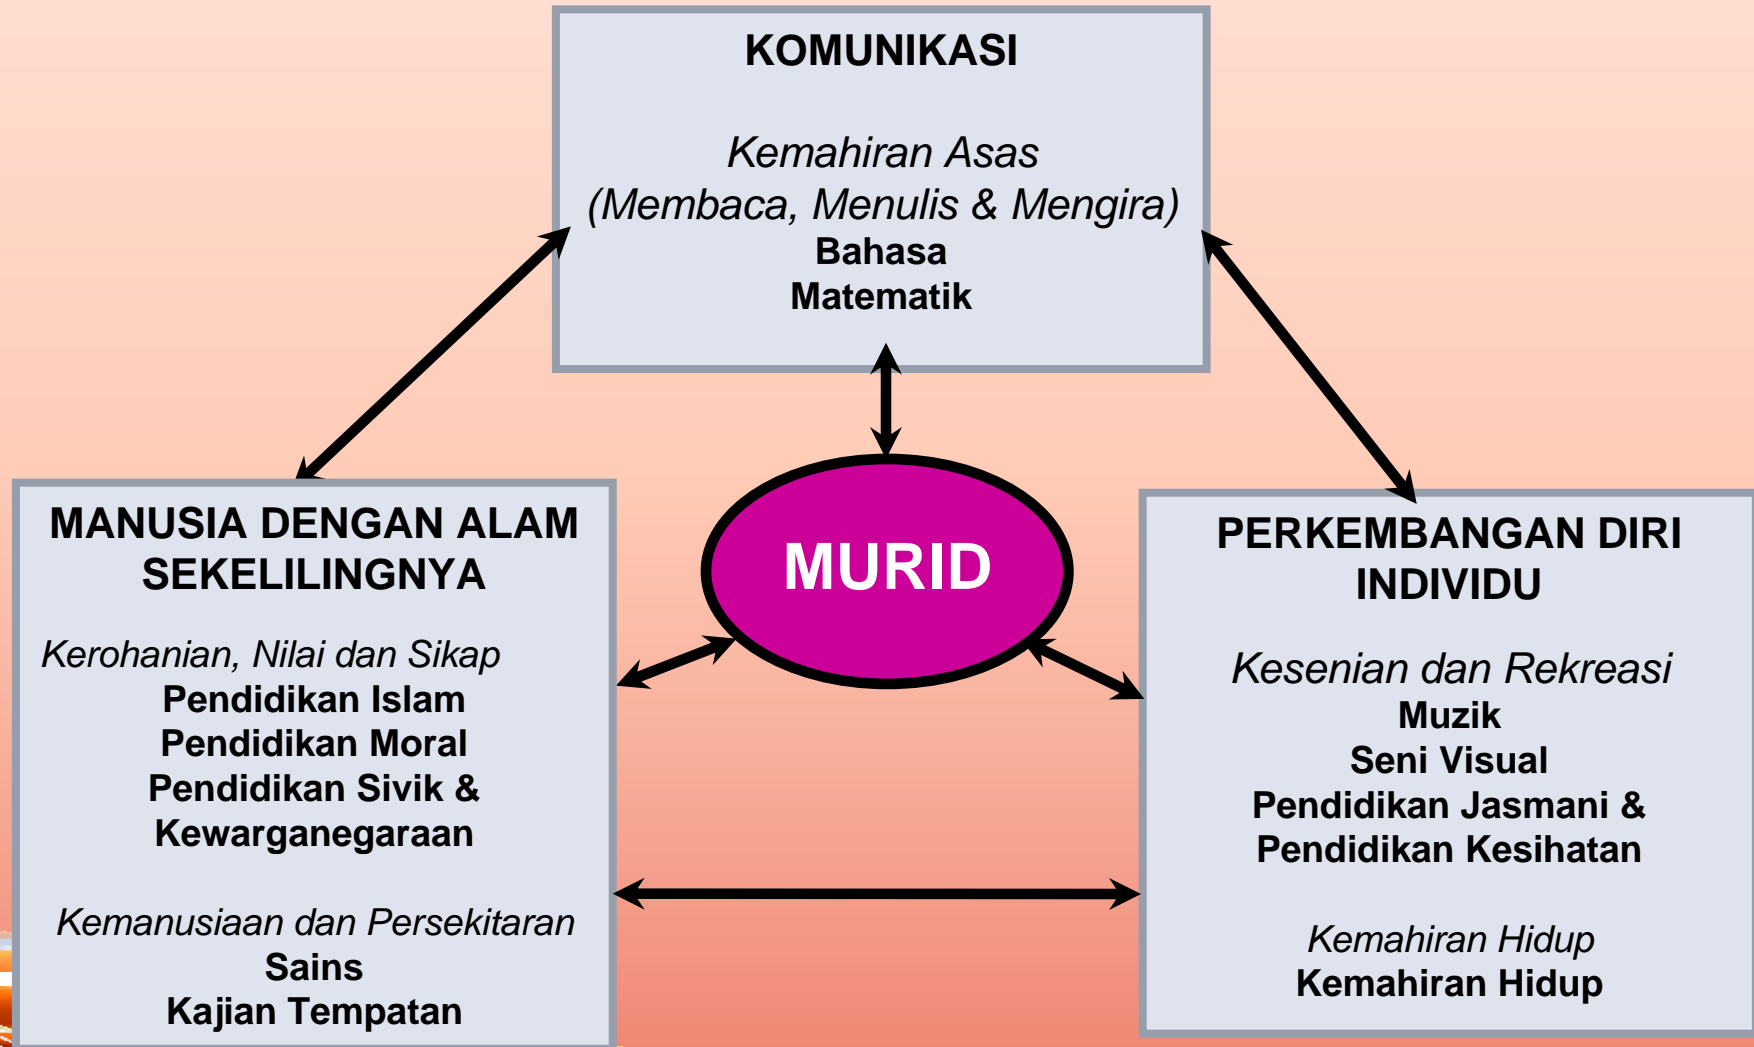 KOMUNIKASI
Kemahiran Asas
(Membaca, Menulis & Mengira)
Bahasa
Matematik
MURID
MANUSIA DENGAN ALAM
SEKELILINGNYA
Kerohanian, Nilai dan Sikap
Pendidikan Islam
Pendidikan Moral
Pendidikan Sivik &
Kewarganegaraan
Kemanusiaan dan Persekitaran
Sains
Kajian Tempatan
PERKEMBANGAN DIRI
INDIVIDU
Kesenian dan Rekreasi
Muzik
Seni Visual
Pendidikan Jasmani &
Pendidikan Kesihatan
Kemahiran Hidup
Kemahiran Hidup